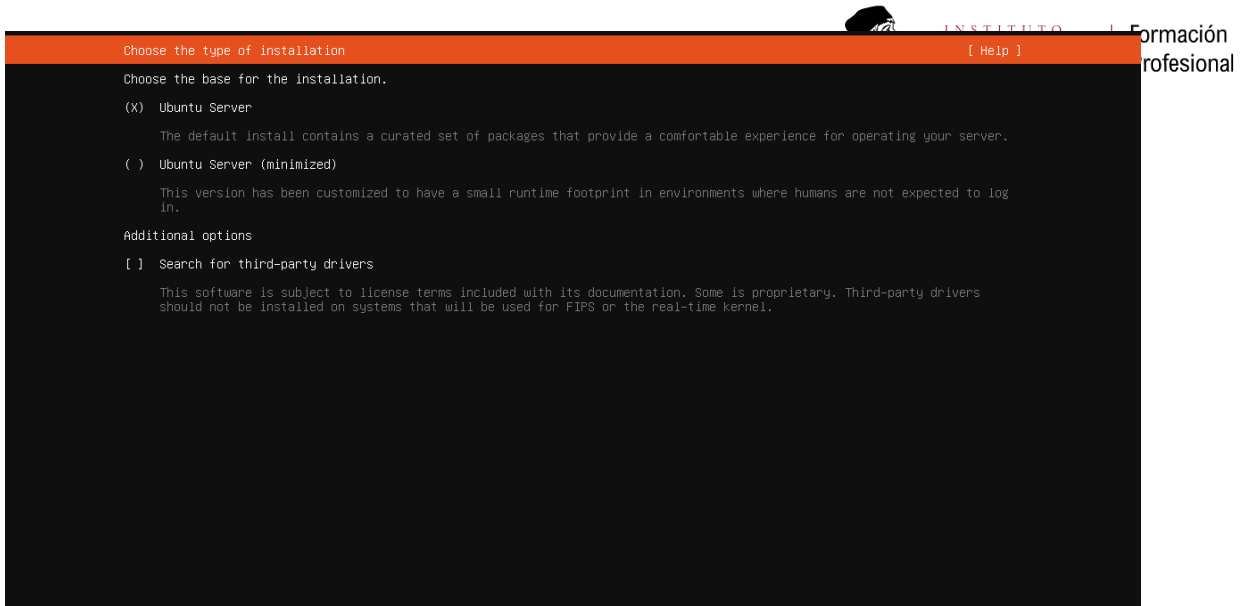 INSTITUTO
Formación
Profesional
Choose the type of installation [ Help ]
Choose the base for the installation.
(X) Ubuntu Server
The default install contains a curated set of packages that provide a comfortable experience for operating your server.
( ) Ubuntu Server (minimized)
This version has been customized to have a small runtime footprint in environments where humans are not expected to log
in.
Additional options
[ ] Search for third-party drivers
This software is subject to license terms included with its documentation. Some is proprietary. Third-party drivers
should not be installed on systems that will be used for FIPS or the real-time kernel.